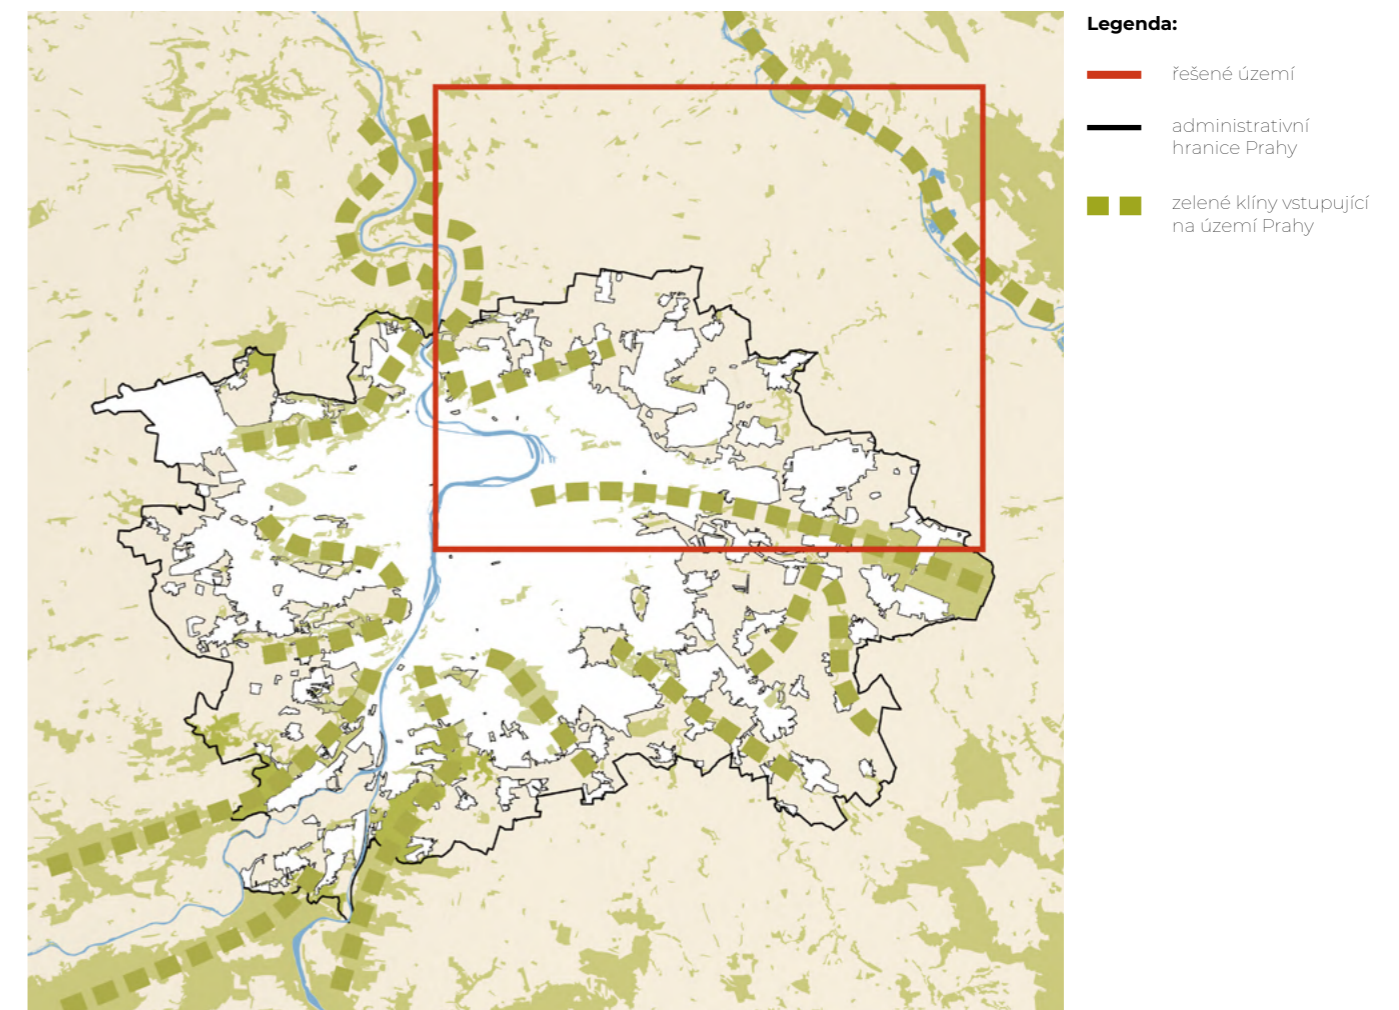 Legenda:
řešené území
administrativní
hranice Prahy
zelené klíny vstupující
na území Prahy